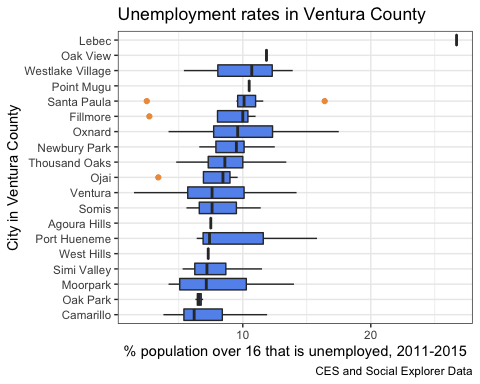 Unemployment rates in Ventura County
City in Ventura County
Lebec
Oak View
Westlake Village
Point Mugu
Santa Paula
Fillmore
Oxnard
Newbury Park
Thousand Oaks
Ojai
Ventura
Somis
Agoura Hills
Port Hueneme
West Hills
Simi Valley
Moorpark
Oak Park
Camarillo
10 20
% population over 16 that is unemployed, 2011-2015
CES and Social Explorer Data